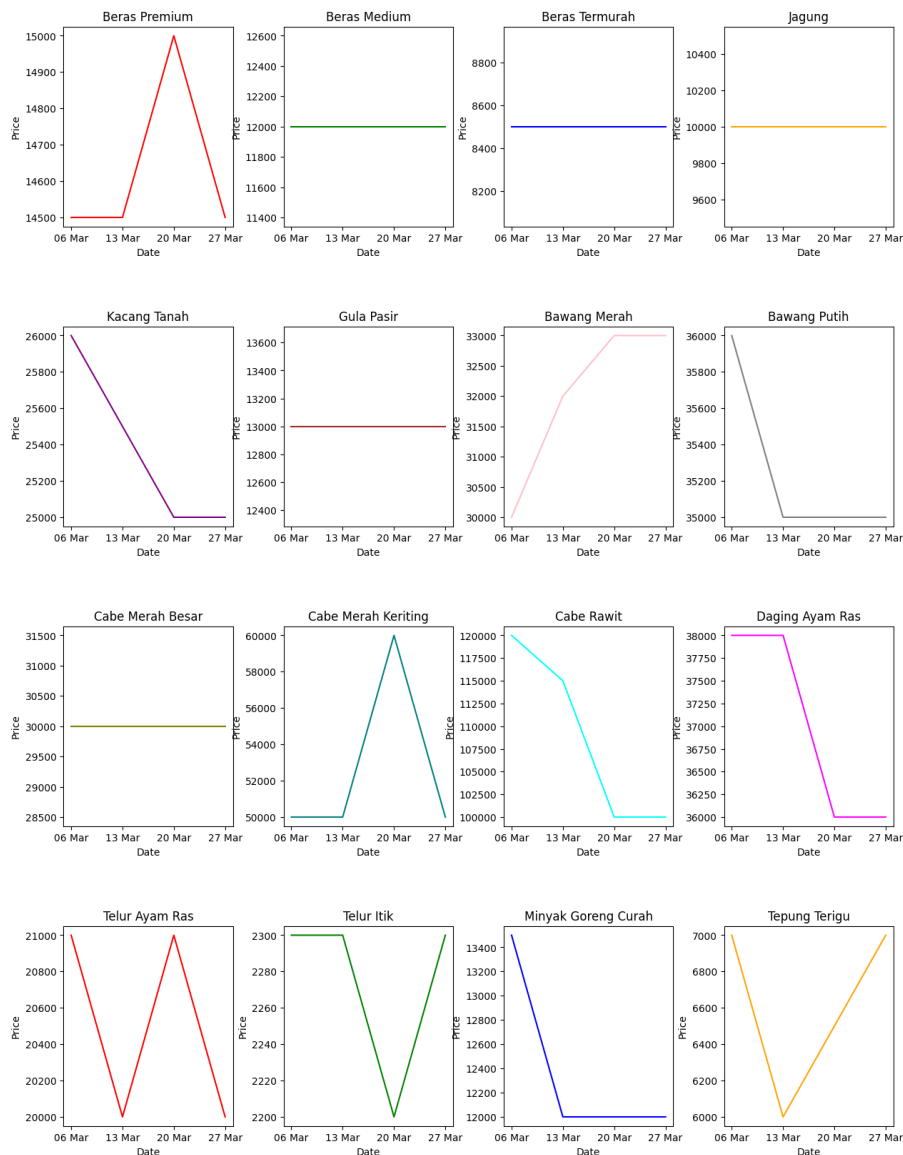 Beras Premium
15000
14900
14800
14700
14600
14500
Price
06 Mar 13 Mar 20 Mar 27 Mar
Date
Beras Medium
12600
12400
12200
12000
11800
11600
11400
Price
06 Mar 13 Mar 20 Mar 27 Mar
Date
Beras Termurah
8800
8600
8400
8200
Price
06 Mar 13 Mar 20 Mar 27 Mar
Date
Jagung
10400
10200
10000
9800
9600
Price
06 Mar 13 Mar 20 Mar 27 Mar
Date
Kacang Tanah
26000
25800
25600
25400
25200
25000
Price
06 Mar 13 Mar 20 Mar 27 Mar
Date
Gula Pasir
13600
13400
13200
13000
12800
12600
12400
Price
06 Mar 13 Mar 20 Mar 27 Mar
Date
Bawang Merah
33000
32500
32000
31500
31000
30500
30000
Price
06 Mar 13 Mar 20 Mar 27 Mar
Date
Bawang Putih
36000
35800
35600
35400
35200
35000
Price
06 Mar 13 Mar 20 Mar 27 Mar
Date
Cabe Merah Besar
31500
31000
30500
30000
29500
29000
28500
Price
06 Mar 13 Mar 20 Mar 27 Mar
Date
Cabe Merah Keriting
60000
58000
56000
54000
52000
50000
Price
06 Mar 13 Mar 20 Mar 27 Mar
Date
Cabe Rawit
120000
117500
115000
112500
110000
107500
105000
102500
100000
Price
06 Mar 13 Mar 20 Mar 27 Mar
Date
Daging Ayam Ras
38000
37750
37500
37250
37000
36750
36500
36250
36000
Price
06 Mar 13 Mar 20 Mar 27 Mar
Date
Telur Ayam Ras
21000
20800
20600
20400
20200
20000
Price
06 Mar 13 Mar 20 Mar 27 Mar
Date
Telur Itik
2300
2280
2260
2240
2220
2200
Price
06 Mar 13 Mar 20 Mar 27 Mar
Date
Minyak Goreng Curah
13400
13200
13000
12800
12600
12400
12200
12000
Price
06 Mar 13 Mar 20 Mar 27 Mar
Date
Tepung Terigu
7000
6800
6600
6400
6200
6000
Price
06 Mar 13 Mar 20 Mar 27 Mar
Date